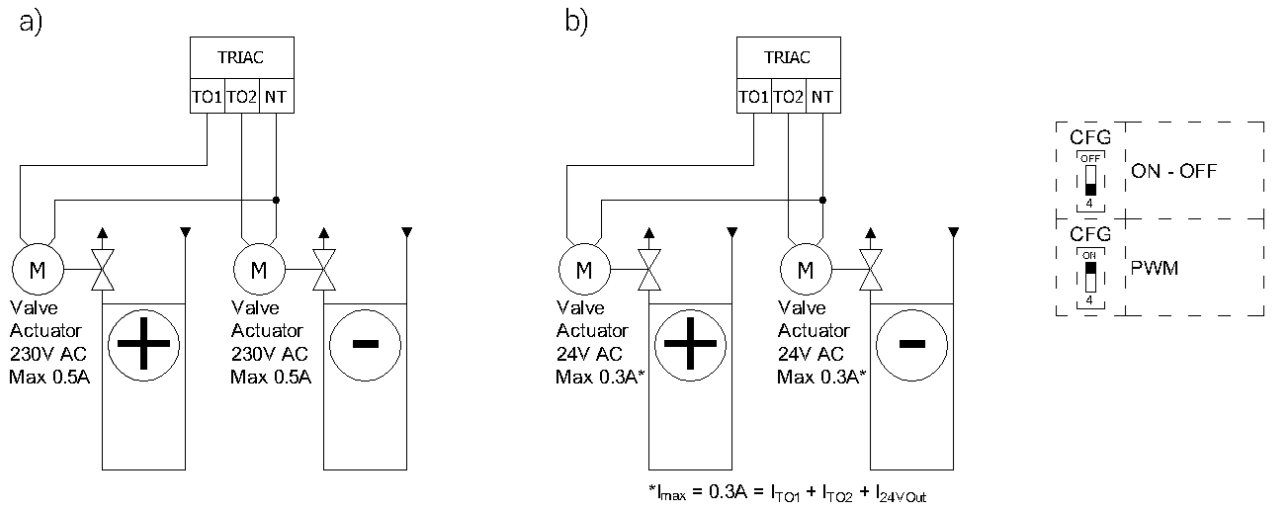 a)
TRIAC
TO1 TO2 NT
M
M
Valve
Actuator
230V AC
Max 0.5A
Valve
Actuator
230V AC
Max 0.5A
b)
TRIAC
TO1 TO2 NT
M
M
Valve
Actuator
24V AC
Max 0.3A*
Valve
Actuator
24V AC
Max 0.3A*
*Imax = 0.3A = ITO1 + ITO2 + I24VOut
CFG
OFF
4
ON - OFF
CFG
ON
4
PWM